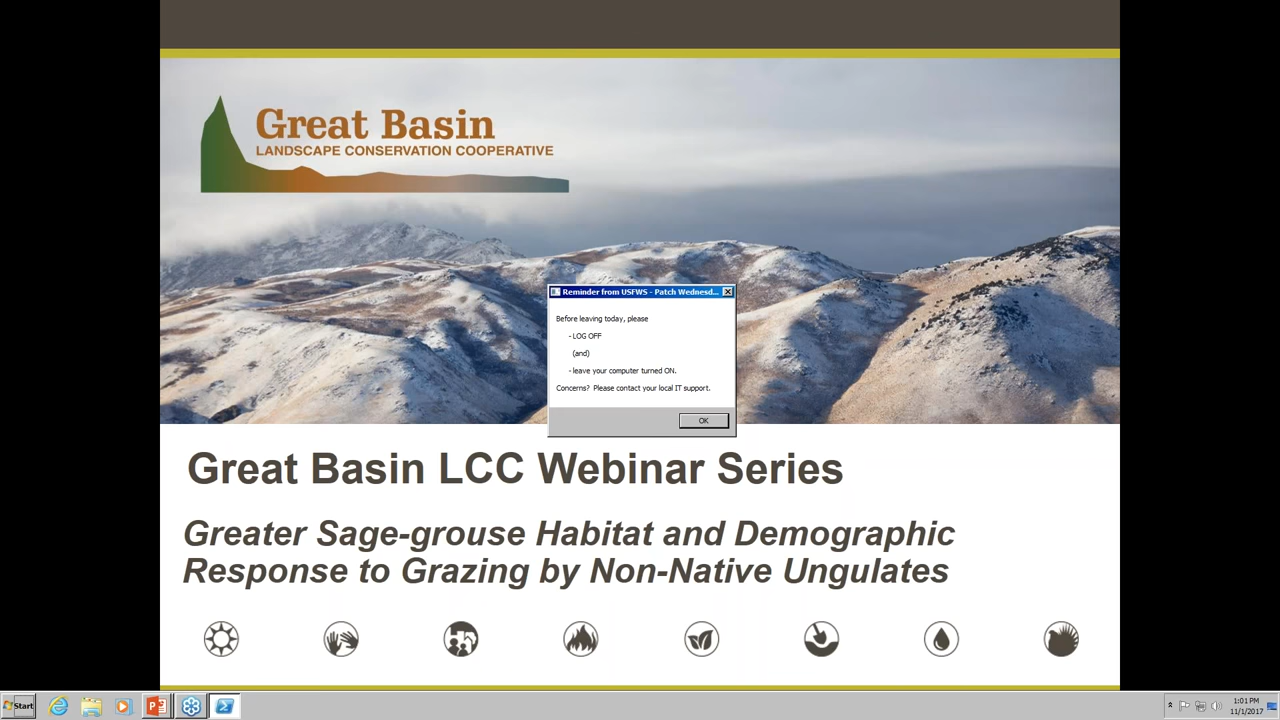 Great Basin
LANDSCAPE CONSERVATION COOPERATIVE
Reminder from USFWS - Patch Wednesd...
Before leaving today, please
- LOG OFF
(and)
- leave your computer turned ON.
Concerns? Please contact your local IT support.
OK
Great Basin LCC Webinar Series
Greater Sage-grouse Habitat and Demographic
Response to Grazing by Non-Native Ungulates
Start
1:01 PM
11/1/2017